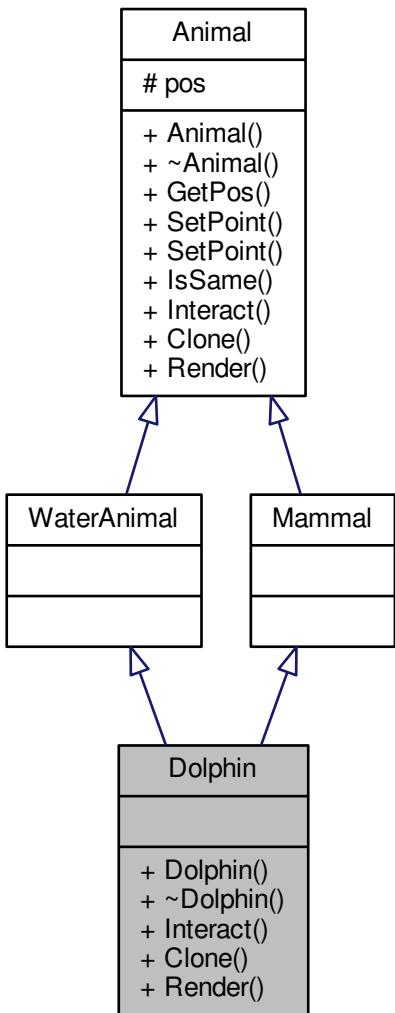 Animal
# pos
+ Animal()
+ ~Animal()
+ GetPos()
+ SetPoint()
+ SetPoint()
+ IsSame()
+ Interact()
+ Clone()
+ Render()
WaterAnimal
Mammal
Dolphin
+ Dolphin()
+ ~Dolphin()
+ Interact()
+ Clone()
+ Render()